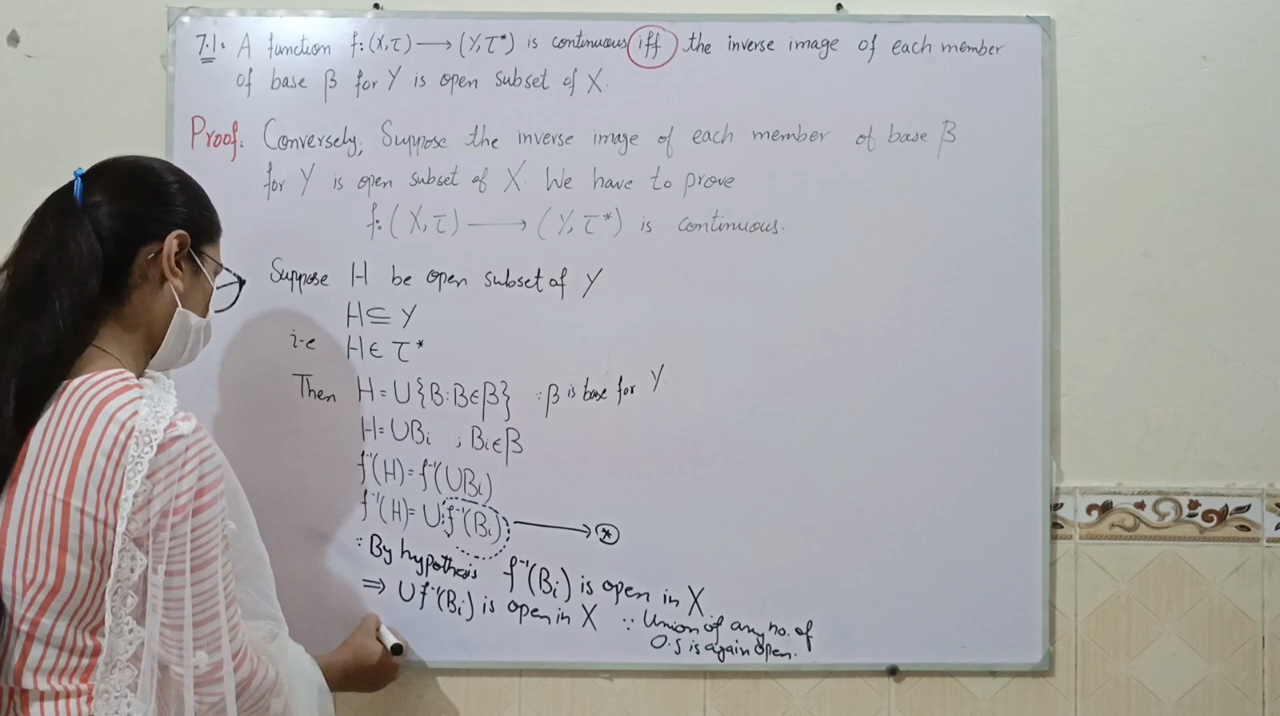 7.1: A function f: (X,τ) ⟶ (Y,τ*) is continuous iff the inverse image of each member
of base β for Y is open subset of X.
Proof: Conversely, Suppose the inverse image of each member of base β
for Y is open subset of X. We have to prove
f: (X,τ) ⟶ (Y,τ*) is continuous.
Suppose H be open subset of Y
H ⊆ Y
i-e H ∈ τ*
Then H = ∪{B : B∈β} ∵ β is base for Y
H = ∪Bi ; Bi∈β
f⁻¹(H) = f⁻¹(∪Bi)
f⁻¹(H) = ∪ f⁻¹(Bi) ⟶ ⊛
∵ By hypothesis f⁻¹(Bi) is open in X
⇒ ∪ f⁻¹(Bi) is open in X ∵ Union of any no. of
O.S is again open.